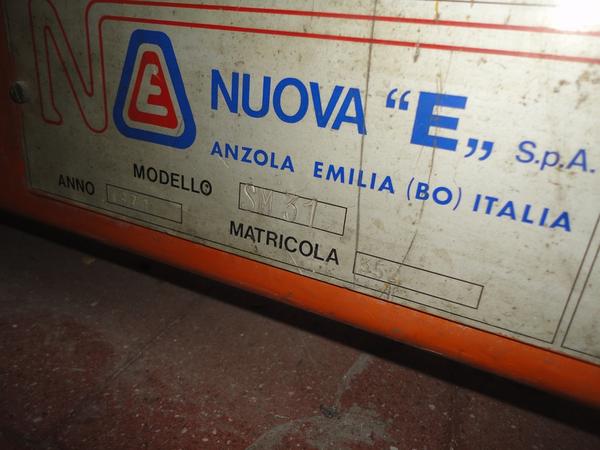 NUOVA “E„ S.p.A.
ANZOLA EMILIA (BO) ITALIA
ANNO MODELLO SM 31
MATRICOLA